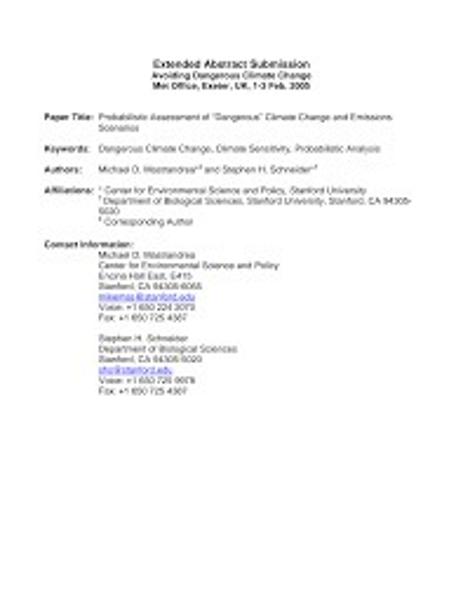 Extended Abstract Submission
Avoiding Dangerous Climate Change
Met Office, Exeter, UK, 1-3 Feb. 2005
Paper Title: Probabilistic Assessment of "Dangerous" Climate Change and Emissions
Scenarios
Keywords: Dangerous Climate Change, Climate Sensitivity, Probabilistic Analysis
Authors: Michael D. Mastrandrea and Stephen H. Schneider
Affiliations: * Center for Environmental Science and Policy, Stanford University
† Department of Biological Sciences, Stanford University, Stanford, CA 94305-
5020
Corresponding Author
Contact Information:
Michael D. Mastrandrea
Center for Environmental Science and Policy
Encina Hall East, E415
Stanford, CA 94305-6055
mikemas@stanford.edu
Voice: +1 650
Fax: +1 650 725 4387
Stephen H. Schneider
Department of Biological Sciences
Stanford, CA 94305-5020
shs@stanford.edu
Voice: +1 650 725 9978
Fax: +1 650 725 4387